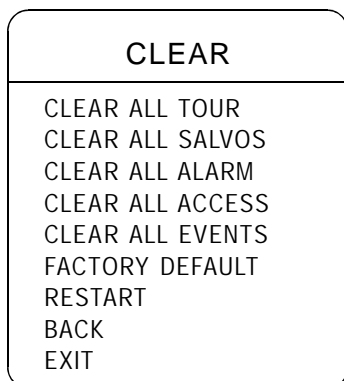 CLEAR
CLEAR ALL TOUR
CLEAR ALL SALVOS
CLEAR ALL ALARM
CLEAR ALL ACCESS
CLEAR ALL EVENTS
FACTORY DEFAULT
RESTART
BACK
EXIT